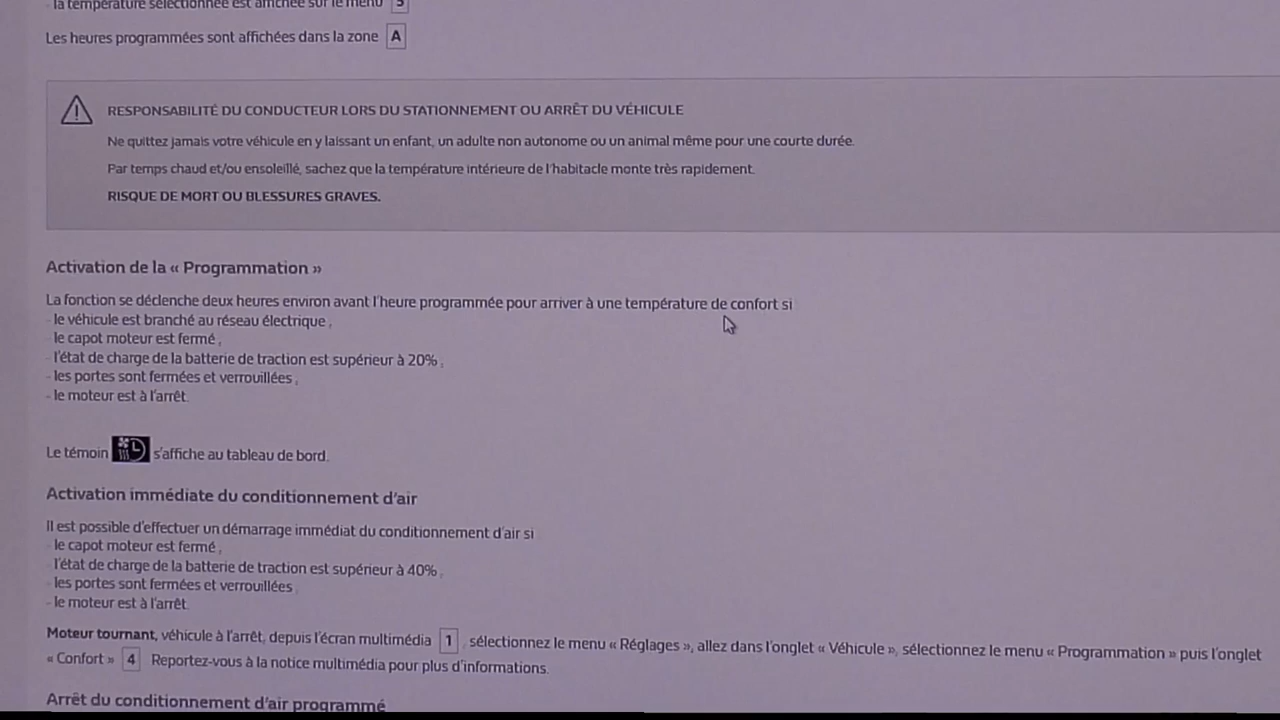 - la température sélectionnée est affichée sur le menu 5
Les heures programmées sont affichées dans la zone A
RESPONSABILITÉ DU CONDUCTEUR LORS DU STATIONNEMENT OU ARRÊT DU VÉHICULE
Ne quittez jamais votre véhicule en y laissant un enfant, un adulte non autonome ou un animal même pour une courte durée.
Par temps chaud et/ou ensoleillé, sachez que la température intérieure de l'habitacle monte très rapidement.
RISQUE DE MORT OU BLESSURES GRAVES.
Activation de la « Programmation »
La fonction se déclenche deux heures environ avant l'heure programmée pour arriver à une température de confort si
- le véhicule est branché au réseau électrique ;
- le capot moteur est fermé ;
- l'état de charge de la batterie de traction est supérieur à 20% ;
- les portes sont fermées et verrouillées ;
- le moteur est à l'arrêt.
Le témoin s'affiche au tableau de bord.
Activation immédiate du conditionnement d'air
Il est possible d'effectuer un démarrage immédiat du conditionnement d'air si
- le capot moteur est fermé ;
- l'état de charge de la batterie de traction est supérieur à 40% ;
- les portes sont fermées et verrouillées
- le moteur est à l'arrêt.
Moteur tournant, véhicule à l'arrêt, depuis l'écran multimédia 1 sélectionnez le menu « Réglages », allez dans l'onglet « Véhicule », sélectionnez le menu « Programmation » puis l'onglet
« Confort » 4 Reportez-vous à la notice multimédia pour plus d'informations.
Arrêt du conditionnement d'air programmé